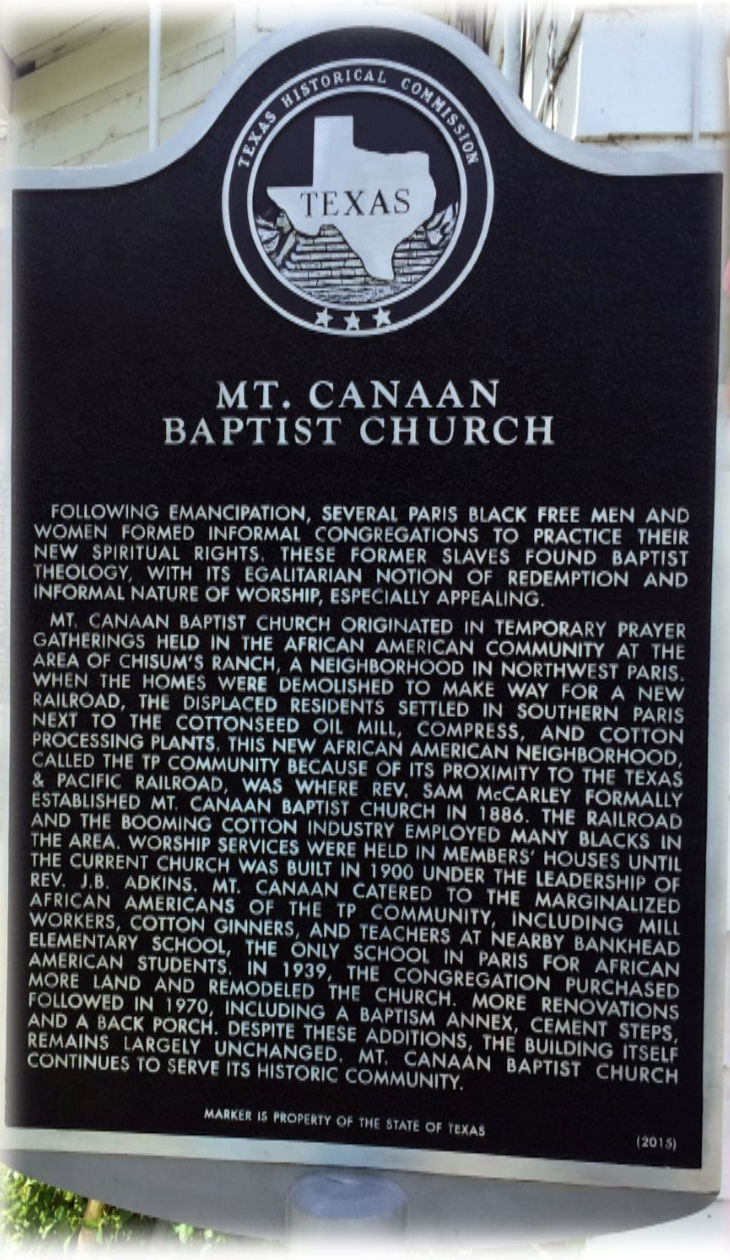 TEXAS HISTORICAL COMMISSION
TEXAS
MT. CANAAN
BAPTIST CHURCH
FOLLOWING EMANCIPATION, SEVERAL PARIS BLACK FREE MEN AND
WOMEN FORMED INFORMAL CONGREGATIONS TO PRACTICE THEIR
NEW SPIRITUAL RIGHTS. THESE FORMER SLAVES FOUND BAPTIST
THEOLOGY, WITH ITS EGALITARIAN NOTION OF REDEMPTION AND
INFORMAL NATURE OF WORSHIP, ESPECIALLY APPEALING.
MT. CANAAN BAPTIST CHURCH ORIGINATED IN TEMPORARY PRAYER
GATHERINGS HELD IN THE AFRICAN AMERICAN COMMUNITY AT THE
AREA OF CHISUM'S RANCH, A NEIGHBORHOOD IN NORTHWEST PARIS.
WHEN THE HOMES WERE DEMOLISHED TO MAKE WAY FOR A NEW
RAILROAD, THE DISPLACED RESIDENTS SETTLED IN SOUTHERN PARIS
NEXT TO THE COTTONSEED OIL MILL, COMPRESS, AND COTTON
PROCESSING PLANTS. THIS NEW AFRICAN AMERICAN NEIGHBORHOOD,
CALLED THE TP COMMUNITY BECAUSE OF ITS PROXIMITY TO THE TEXAS
& PACIFIC RAILROAD, WAS WHERE REV. SAM McCARLEY FORMALLY
ESTABLISHED MT. CANAAN BAPTIST CHURCH IN 1886. THE RAILROAD
AND THE BOOMING COTTON INDUSTRY EMPLOYED MANY BLACKS IN
THE AREA. WORSHIP SERVICES WERE HELD IN MEMBERS' HOUSES UNTIL
THE CURRENT CHURCH WAS BUILT IN 1900 UNDER THE LEADERSHIP OF
REV. J.B. ADKINS. MT. CANAAN CATERED TO THE MARGINALIZED
AFRICAN AMERICANS OF THE TP COMMUNITY, INCLUDING MILL
WORKERS, COTTON GINNERS, AND TEACHERS AT NEARBY BANKHEAD
ELEMENTARY SCHOOL, THE ONLY SCHOOL IN PARIS FOR AFRICAN
AMERICAN STUDENTS. IN 1939, THE CONGREGATION PURCHASED
MORE LAND AND REMODELED THE CHURCH. MORE RENOVATIONS
FOLLOWED IN 1970, INCLUDING A BAPTISM ANNEX, CEMENT STEPS,
AND A BACK PORCH. DESPITE THESE ADDITIONS, THE BUILDING ITSELF
REMAINS LARGELY UNCHANGED. MT. CANAAN BAPTIST CHURCH
CONTINUES TO SERVE ITS HISTORIC COMMUNITY.
MARKER IS PROPERTY OF THE STATE OF TEXAS
(2015)